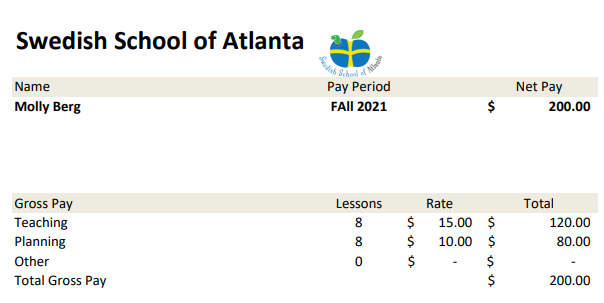 Swedish School of Atlanta
Swedish School of Atlanta
Name Pay Period Net Pay
Molly Berg FAll 2021 $ 200.00
Gross Pay Lessons Rate Total
Teaching 8 $ 15.00 $ 120.00
Planning 8 $ 10.00 $ 80.00
Other 0 $ - $ -
Total Gross Pay $ 200.00